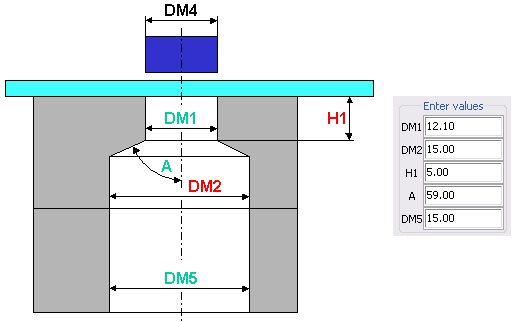 DM4
DM1
H1
A
DM2
DM5
Enter values
DM1 12.10
DM2 15.00
H1 5.00
A 59.00
DM5 15.00